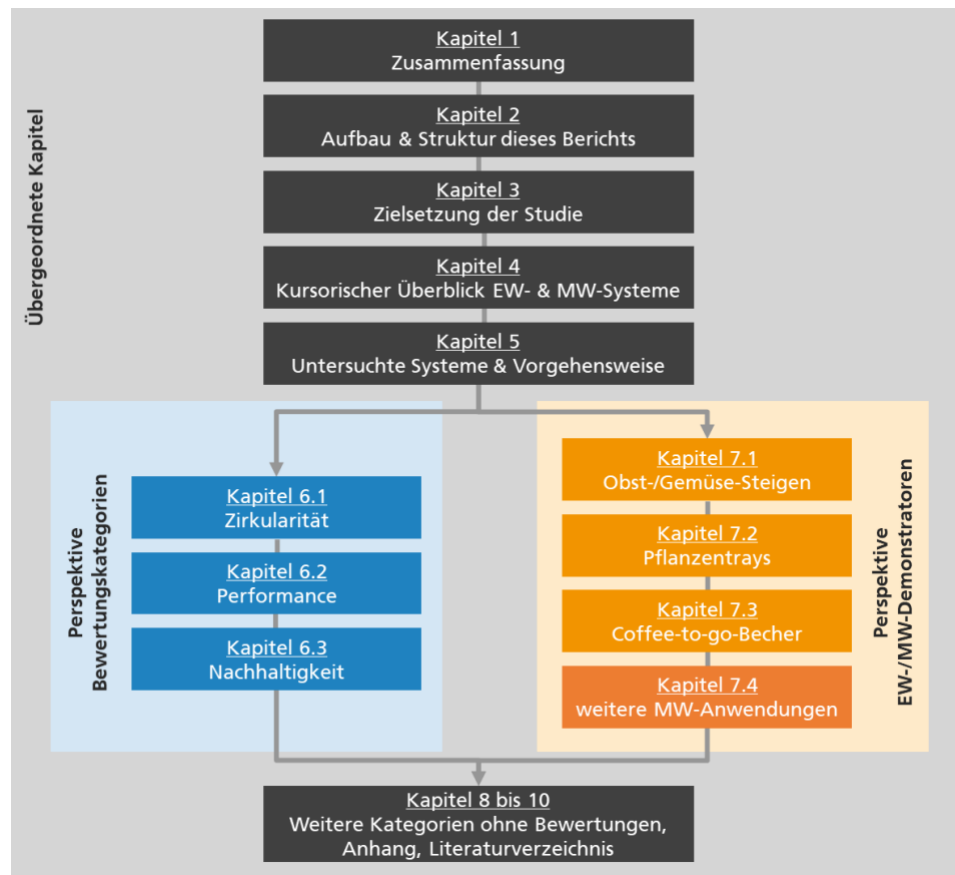 Übergeordnete Kapitel
Kapitel 1
Zusammenfassung
Kapitel 2
Aufbau & Struktur dieses Berichts
Kapitel 3
Zielsetzung der Studie
Kapitel 4
Kursorischer Überblick EW- & MW-Systeme
Kapitel 5
Untersuchte Systeme & Vorgehensweise
Perspektive
Bewertungskategorien
Kapitel 6.1
Zirkularität
Kapitel 6.2
Performance
Kapitel 6.3
Nachhaltigkeit
Kapitel 7.1
Obst-/Gemüse-Steigen
Kapitel 7.2
Pflanzentrays
Kapitel 7.3
Coffee-to-go-Becher
Kapitel 7.4
weitere MW-Anwendungen
Perspektive
EW-/MW-Demonstratoren
Kapitel 8 bis 10
Weitere Kategorien ohne Bewertungen,
Anhang, Literaturverzeichnis